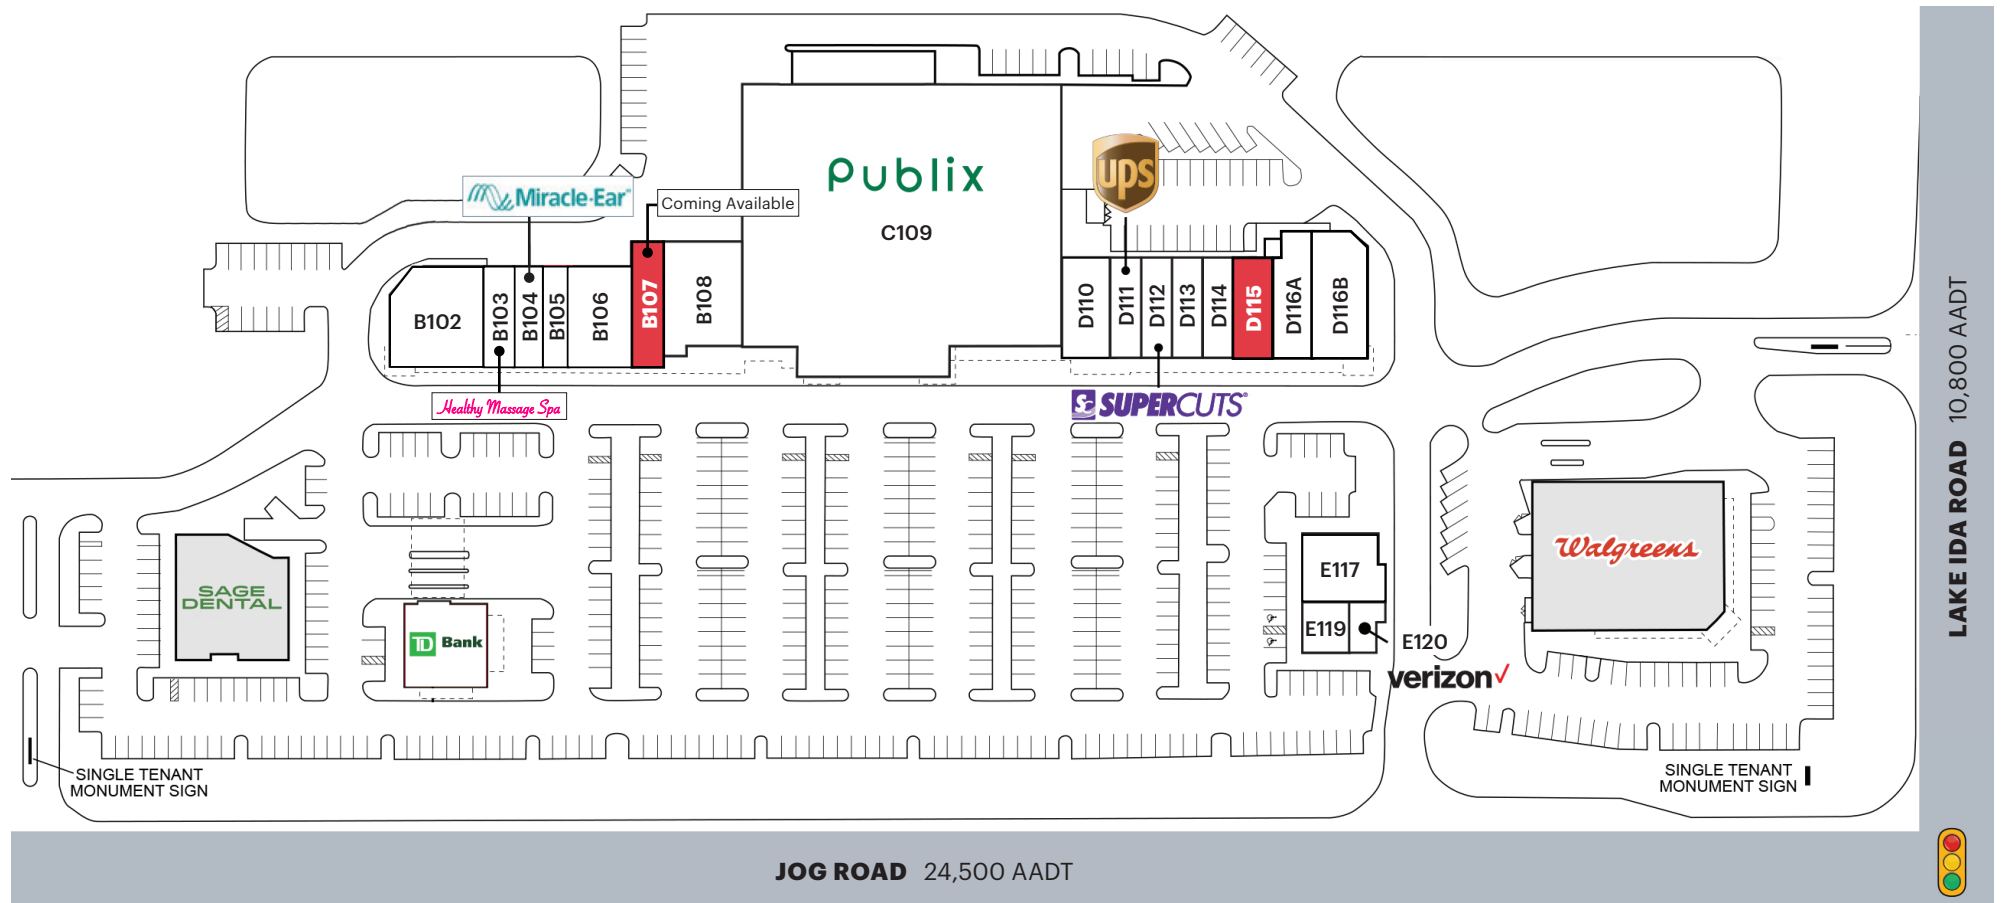 Publix
C109
ups
Miracle-Ear
Coming Available
B102
B103
B104
B105
B106
B107
B108
D110
D111
D112
D113
D114
D115
D116A
D116B
Healthy Massage Spa
SC SUPERCUTS
SAGE
DENTAL
TD Bank
E117
E119
E120
verizon
Walgreens
SINGLE TENANT
MONUMENT SIGN
SINGLE TENANT
MONUMENT SIGN
JOG ROAD 24,500 AADT
LAKE IDA ROAD 10,800 AADT